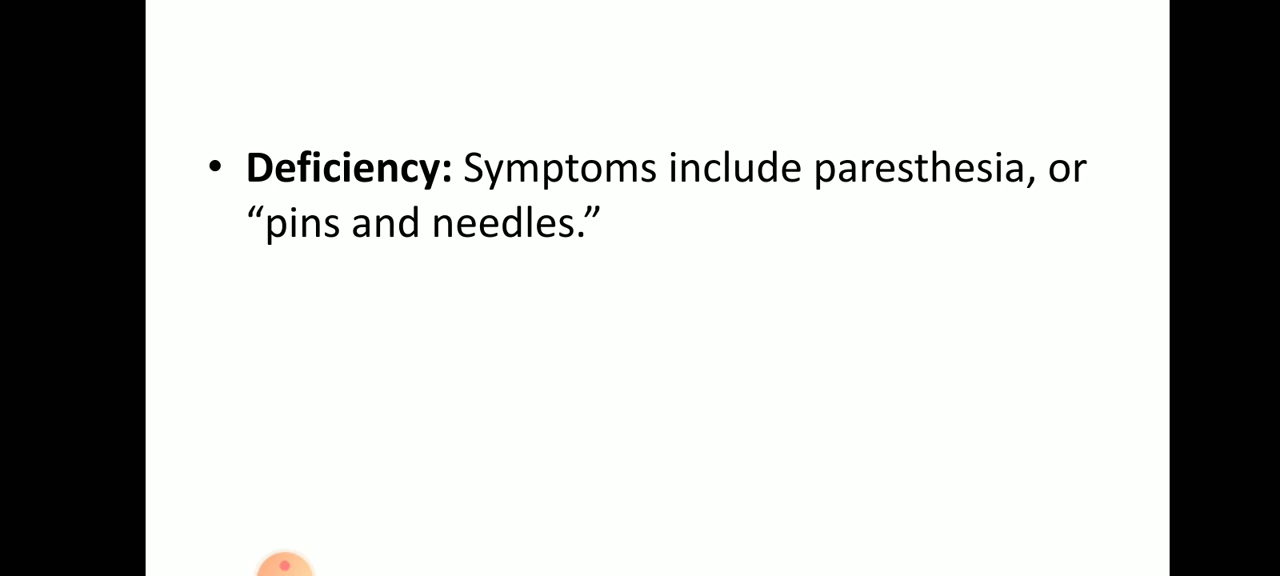 • Deficiency: Symptoms include paresthesia, or
“pins and needles.”